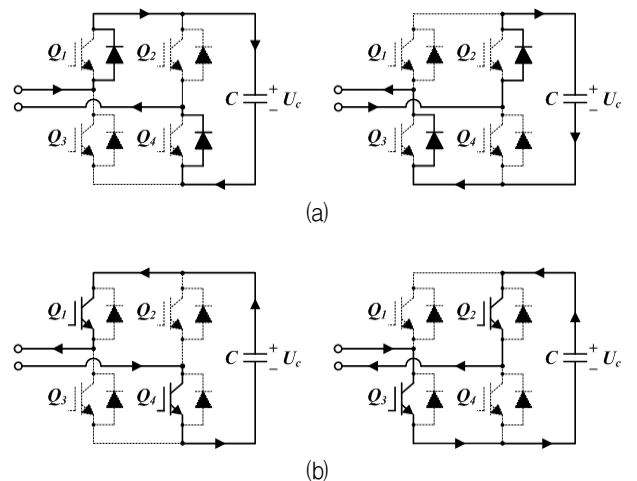 Q1 Q2 Q1 Q2
C + − Uc C + − Uc
Q3 Q4 Q3 Q4
(a)
Q1 Q2 Q1 Q2
C + − Uc C + − Uc
Q3 Q4 Q3 Q4
(b)